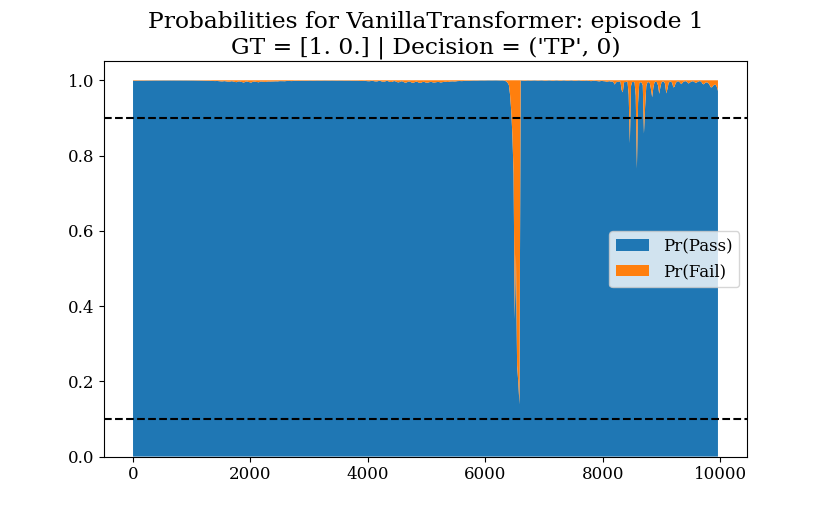 Probabilities for VanillaTransformer: episode 1
GT = [1. 0.] | Decision = ('TP', 0)
1.0
0.8
0.6
0.4
0.2
0.0
Pr(Pass)
Pr(Fail)
0 2000 4000 6000 8000 10000